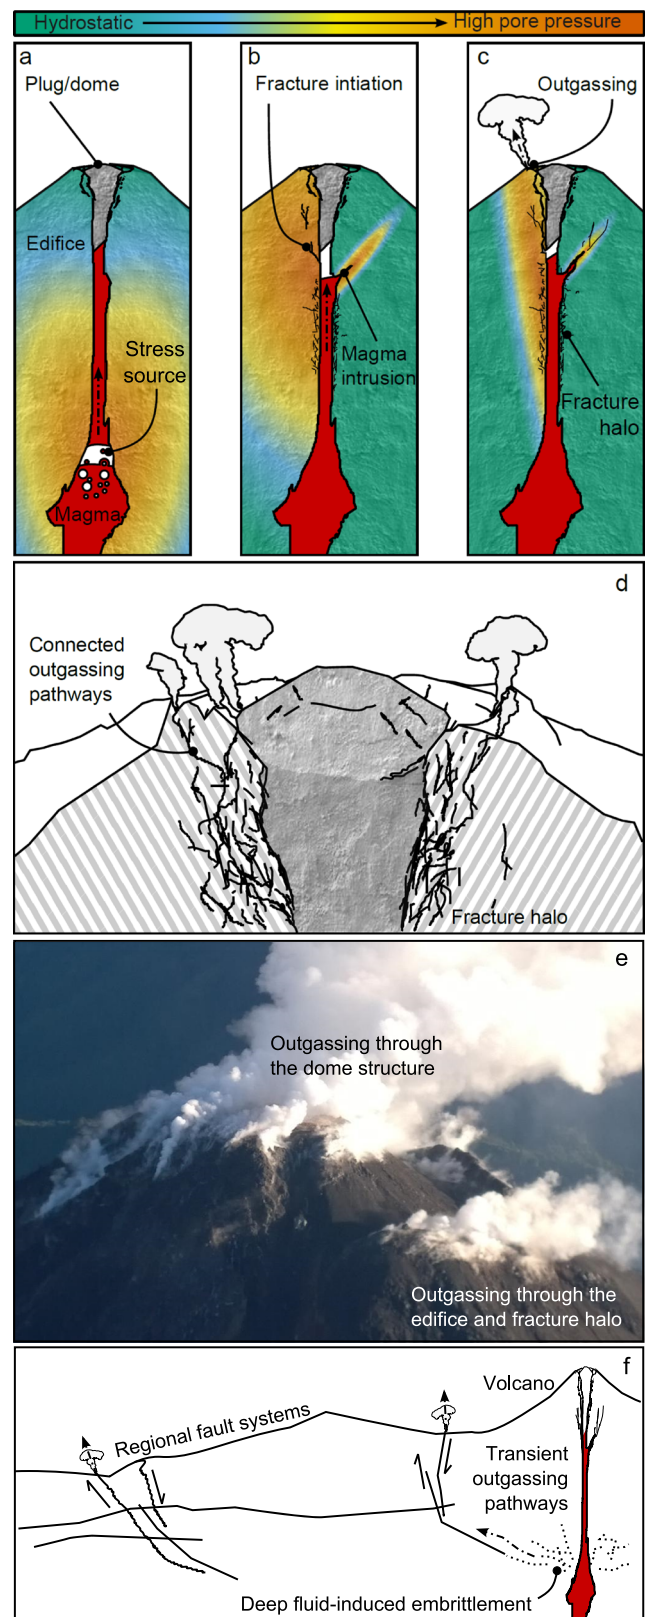 Hydrostatic
High pore pressure
a
Plug/dome
Edifice
Stress
source
Magma
b
Fracture intiation
Magma
intrusion
c
Outgassing
Fracture
halo
d
Connected
outgassing
pathways
Fracture halo
e
Outgassing through
the dome structure
Outgassing through the
edifice and fracture halo
f
Volcano
Regional fault systems
Transient
outgassing
pathways
Deep fluid-induced embrittlement